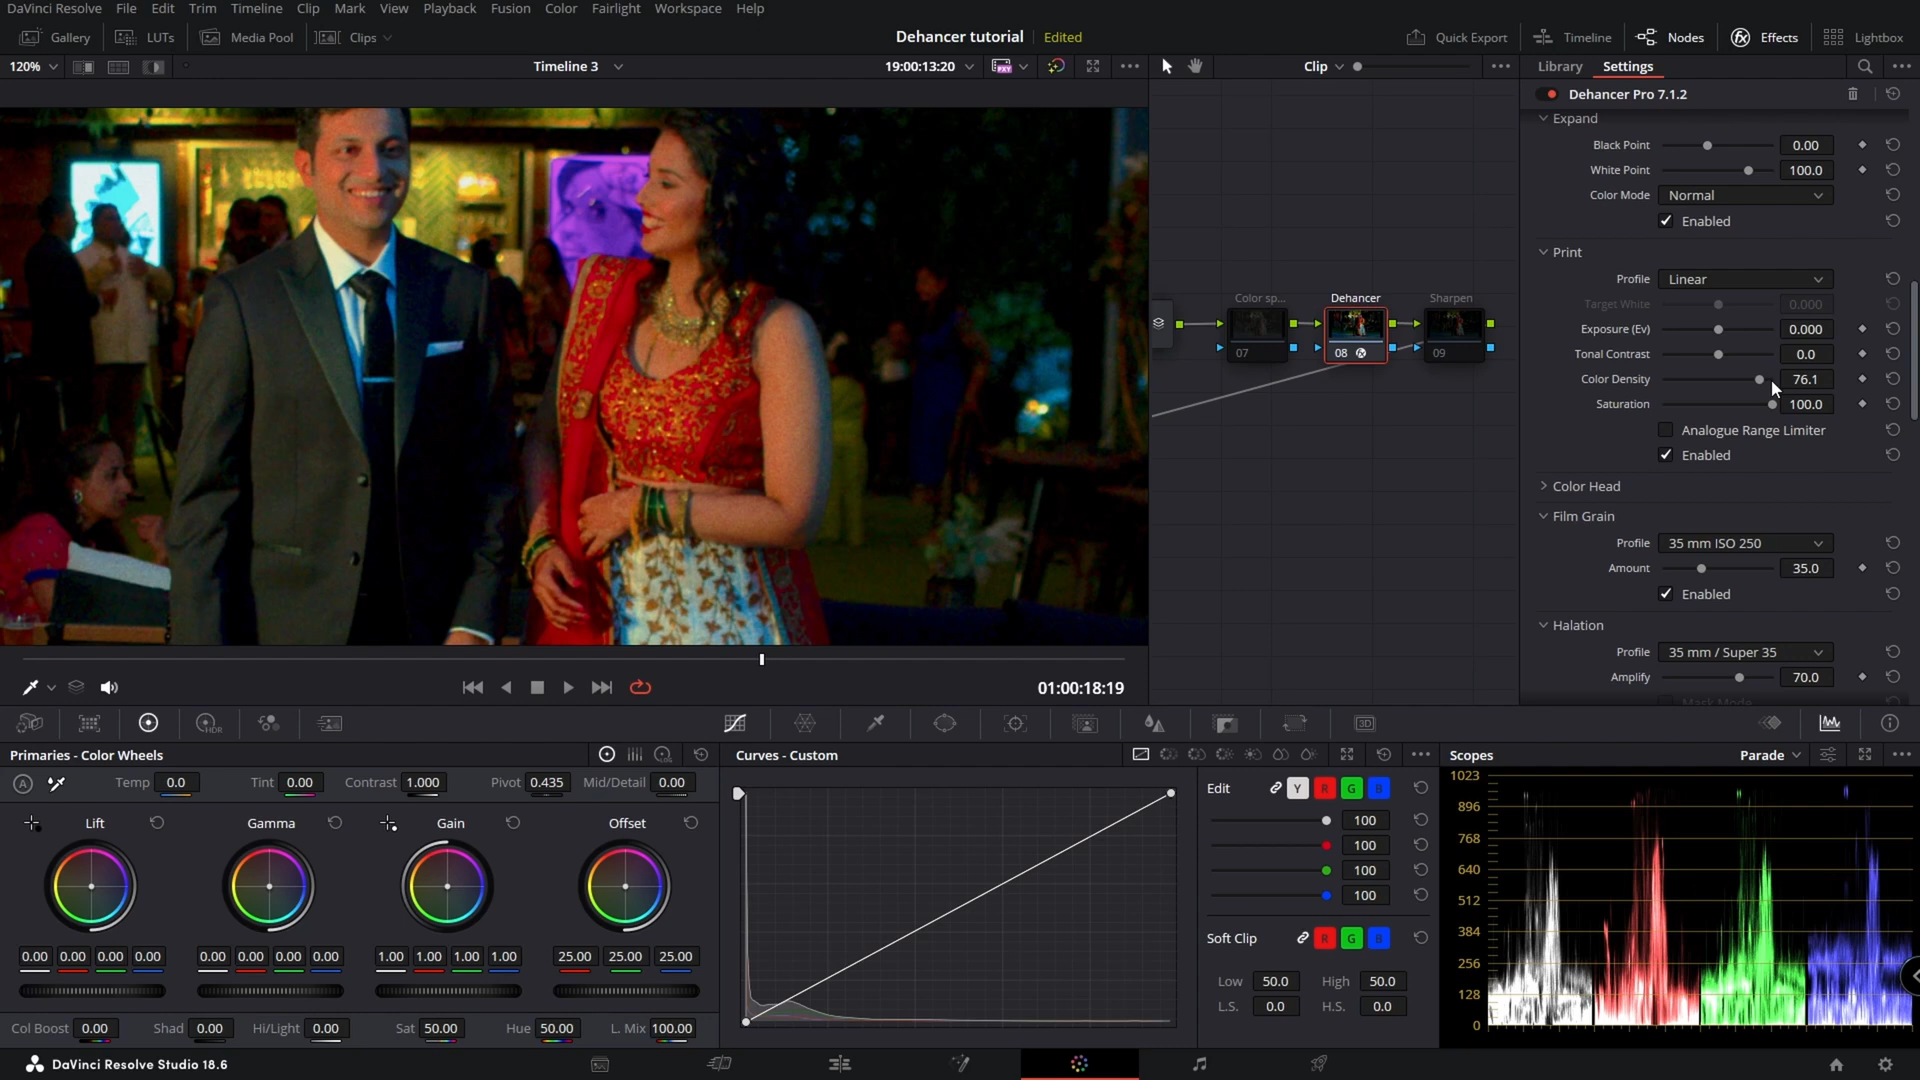 DaVinci Resolve File Edit Trim Timeline Clip Mark View Playback Fusion Color Fairlight Workspace Help
Gallery LUTs Media Pool Clips Dehancer tutorial Edited Quick Export Timeline Nodes Effects Lightbox
120% Timeline 3 19:00:13:20 Clip Library Settings
Dehancer Pro 7.1.2
Expand
Black Point 0.00
White Point 100.0
Color Mode Normal
Enabled
Print
Profile Linear
Target White 0.000
Exposure (Ev) 0.000
Tonal Contrast 0.0
Color Density 76.1
Saturation 100.0
Analogue Range Limiter
Enabled
Color Head
Film Grain
Profile 35 mm ISO 250
Amount 35.0
Enabled
Halation
Profile 35 mm / Super 35
Amplify 70.0
Mask Mode
Color sp... Dehancer Sharpen
07 08 09
01:00:18:19
Primaries - Color Wheels
Temp 0.0 Tint 0.00 Contrast 1.000 Pivot 0.435 Mid/Detail 0.00
Lift Gamma Gain Offset
0.00 0.00 0.00 0.00 0.00 0.00 0.00 0.00 1.00 1.00 1.00 1.00 25.00 25.00 25.00
Col Boost 0.00 Shad 0.00 Hi/Light 0.00 Sat 50.00 Hue 50.00 L. Mix 100.00
Curves - Custom
Edit Y R G B
100
100
100
100
Soft Clip R G B
Low 50.0 High 50.0
L.S. 0.0 H.S. 0.0
Scopes Parade
1023
896
768
640
512
384
256
128
0
DaVinci Resolve Studio 18.6